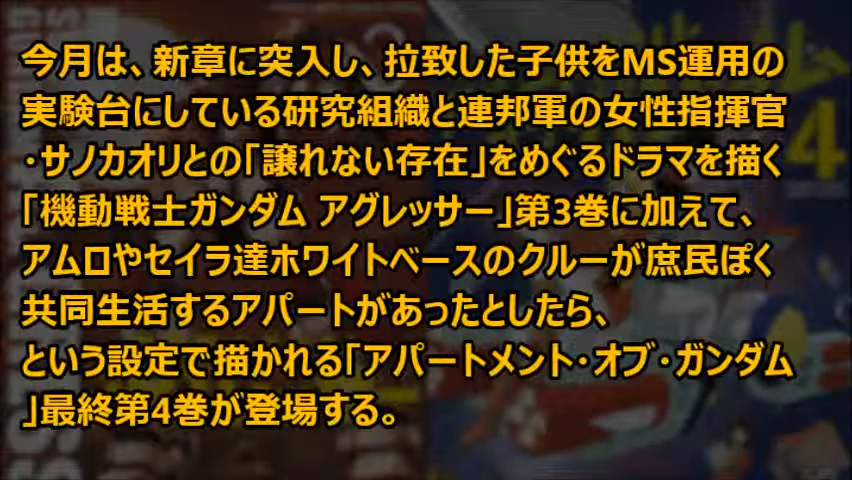 今月は、新章に突入し、拉致した子供をMS運用の
実験台にしている研究組織と連邦軍の女性指揮官
・サノカオリとの「譲れない存在」をめぐるドラマを描く
「機動戦士ガンダム アグレッサー」第3巻に加えて、
アムロやセイラ達ホワイトベースのクルーが庶民ぽく
共同生活するアパートがあったとしたら、
という設定で描かれる「アパートメント・オブ・ガンダム
」最終第4巻が登場する。
4